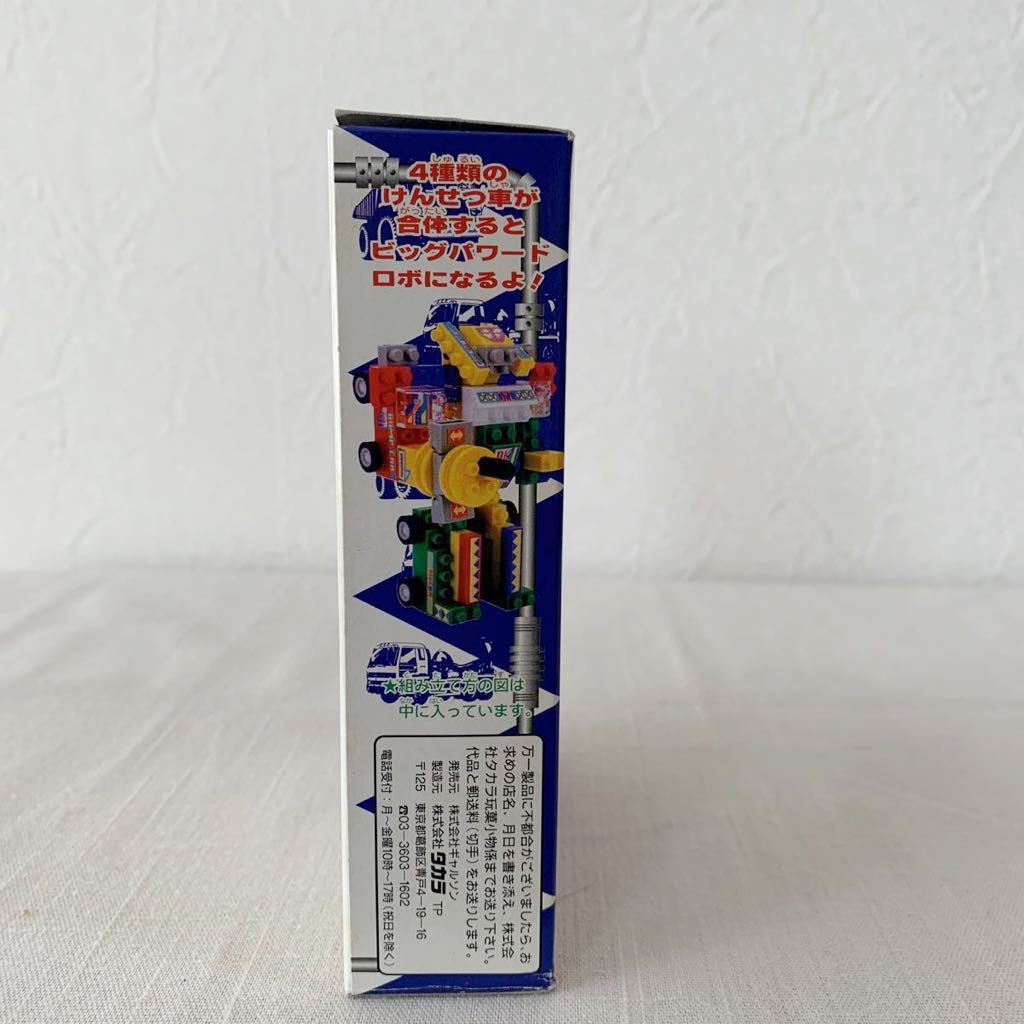 4種類の
けんせつ車が
合体すると
ビッグパワード
ロボになるよ!
★組み立て方の図は
中に入っています。
万一製品に不都合がございましたら、お
求めの店名、月日を書き添え、株式会
社タカラ玩菓小物係までお送り下さい。
代品と郵送料(切手)をお送りします。
発売元 株式会社ギャルソン
製造元 株式会社タカラ TP
〒125 東京都葛飾区青戸4-19-16
☎03-3603-1602
電話受付:月~金曜10時~17時(祝日を除く)